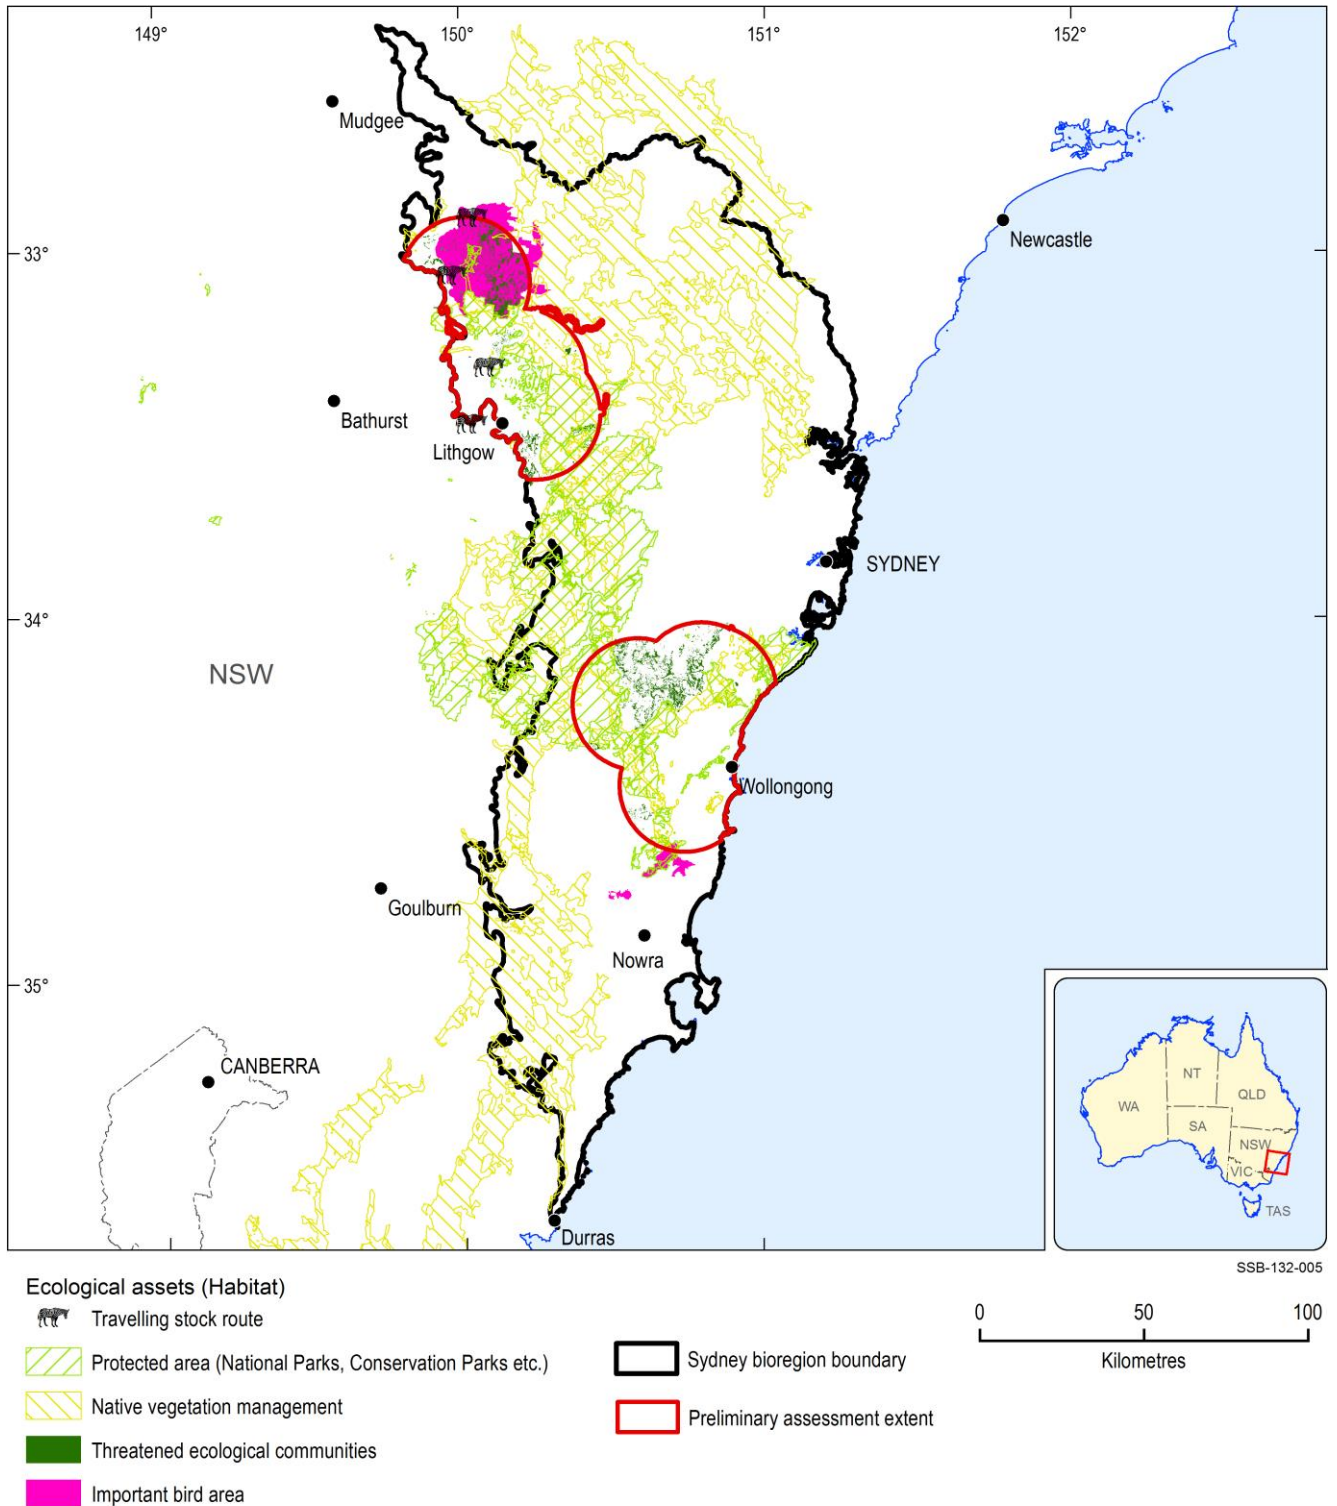 149°
150°
151°
152°
Mudgee
Newcastle
33°
Bathurst
Lithgow
SYDNEY
34°
NSW
Wollongong
Goulburn
Nowra
35°
CANBERRA
Durras
NT
WA
QLD
SA
NSW
VIC
TAS
SSB-132-005
Ecological assets (Habitat)
Travelling stock route
Protected area (National Parks, Conservation Parks etc.)
Native vegetation management
Threatened ecological communities
Important bird area
Sydney bioregion boundary
Preliminary assessment extent
0 50 100
Kilometres